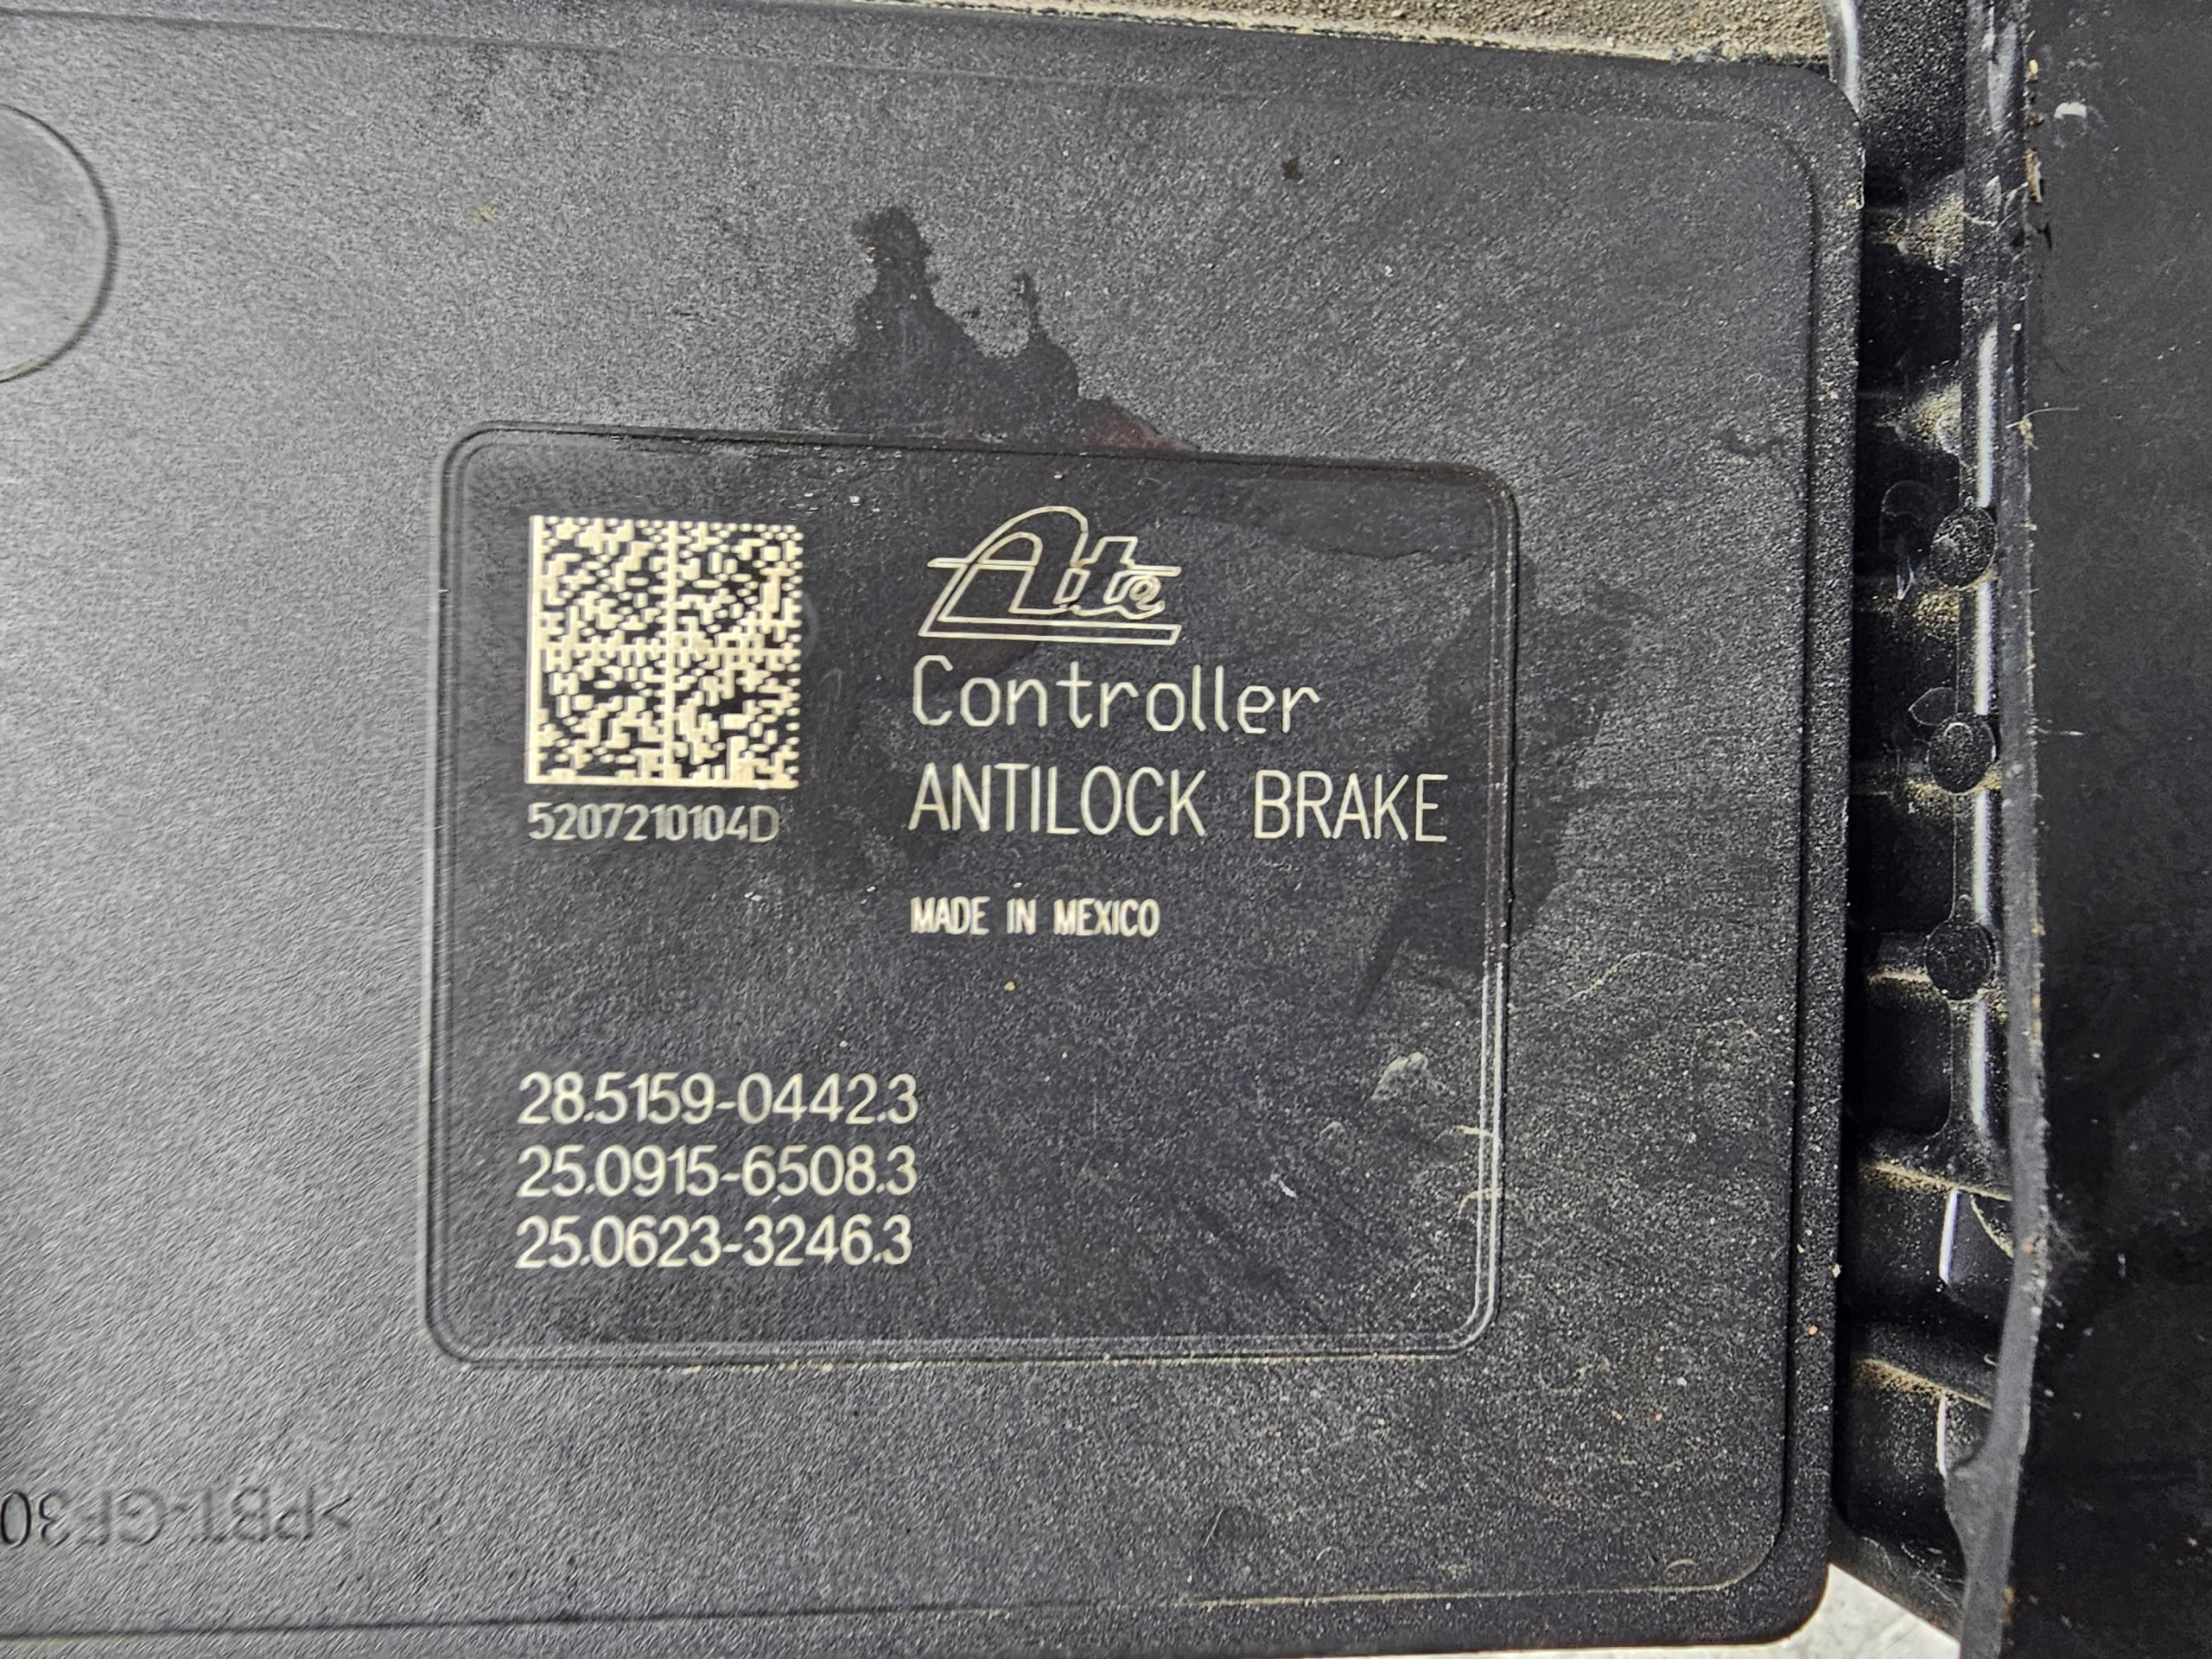 Ate
Controller
ANTILOCK BRAKE
5207210104D
MADE IN MEXICO
28.5159-0442.3
25.0915-6508.3
25.0623-3246.3
>PBT-GF30